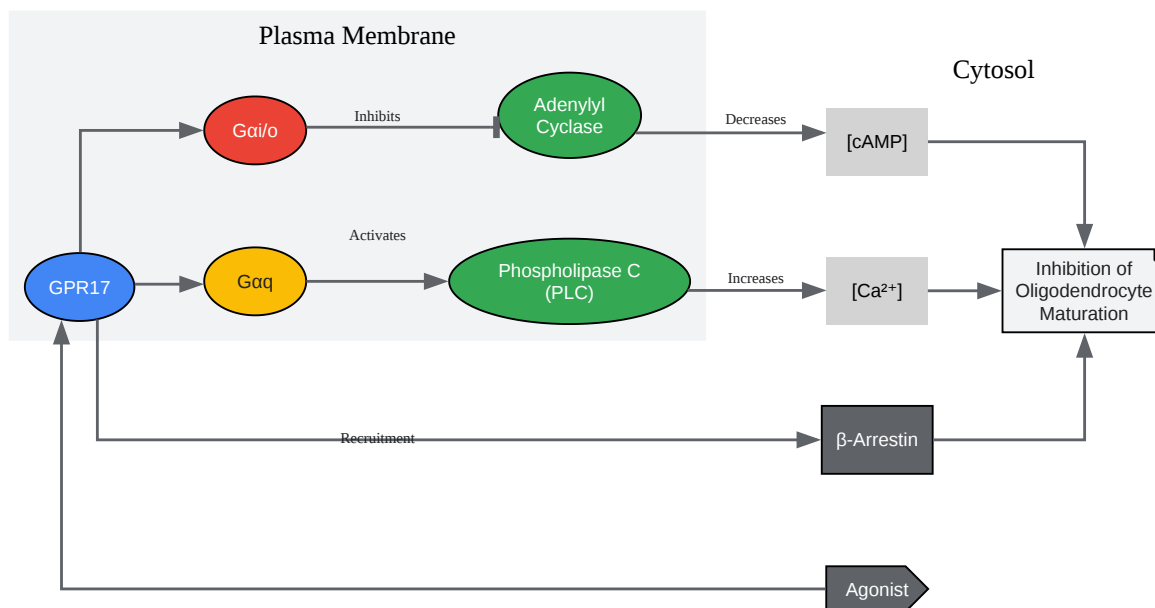 Plasma Membrane
Cytosol
Gαi/o
Inhibits
Adenylyl
Cyclase
Decreases
[cAMP]
GPR17
Gαq
Activates
Phospholipase C
(PLC)
Increases
[Ca²⁺]
Inhibition of
Oligodendrocyte
Maturation
Recruitment
β-Arrestin
Agonist